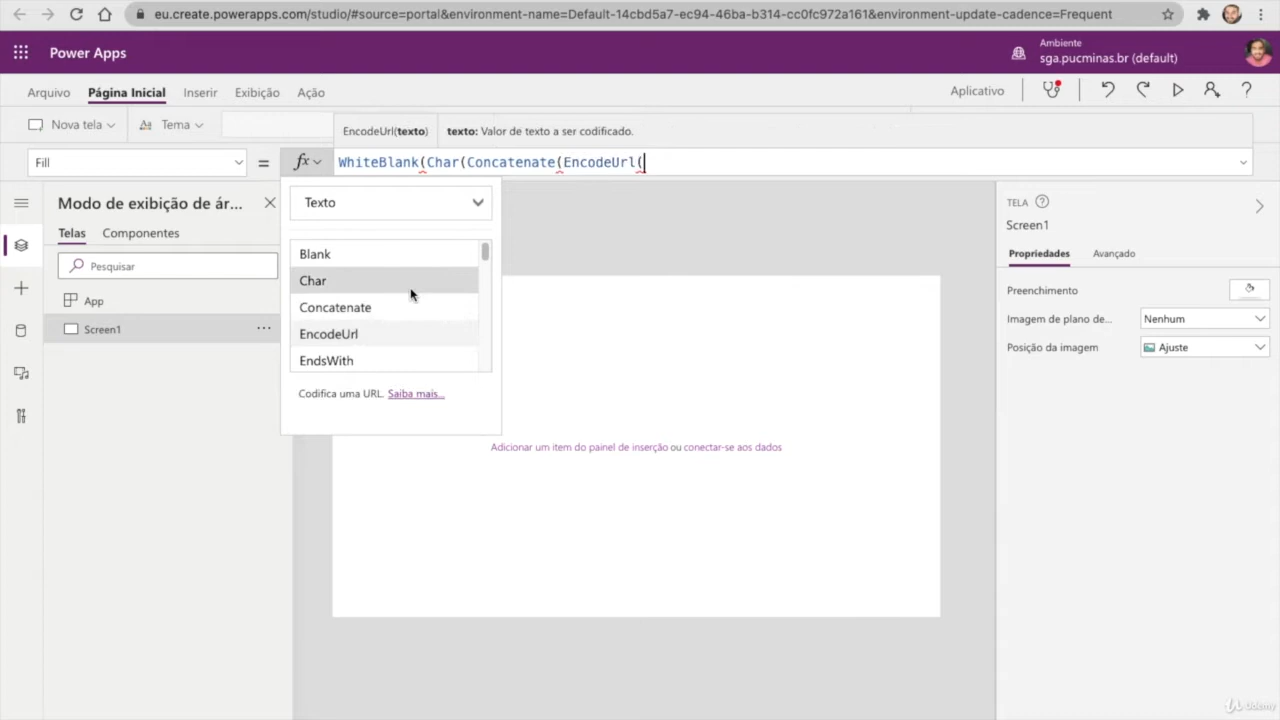 eu.create.powerapps.com/studio/#source=portal&environment-name=Default-14cbd5a7-ec94-46ba-b314-cc0fc972a161&environment-update-cadence=Frequent
Power Apps
Ambiente
sga.pucminas.br (default)
Arquivo Página Inicial Inserir Exibição Ação Aplicativo
Nova tela Tema
EncodeUrl(texto) texto: Valor de texto a ser codificado.
Fill = fx WhiteBlank(Char(Concatenate(EncodeUrl(
Modo de exibição de ár...
Telas Componentes
Pesquisar
App
Screen1
Texto
Blank
Char
Concatenate
EncodeUrl
EndsWith
Codifica uma URL. Saiba mais...
Adicionar um item do painel de inserção ou conectar-se aos dados
TELA
Screen1
Propriedades Avançado
Preenchimento
Imagem de plano de... Nenhum
Posição da imagem Ajuste
Udemy